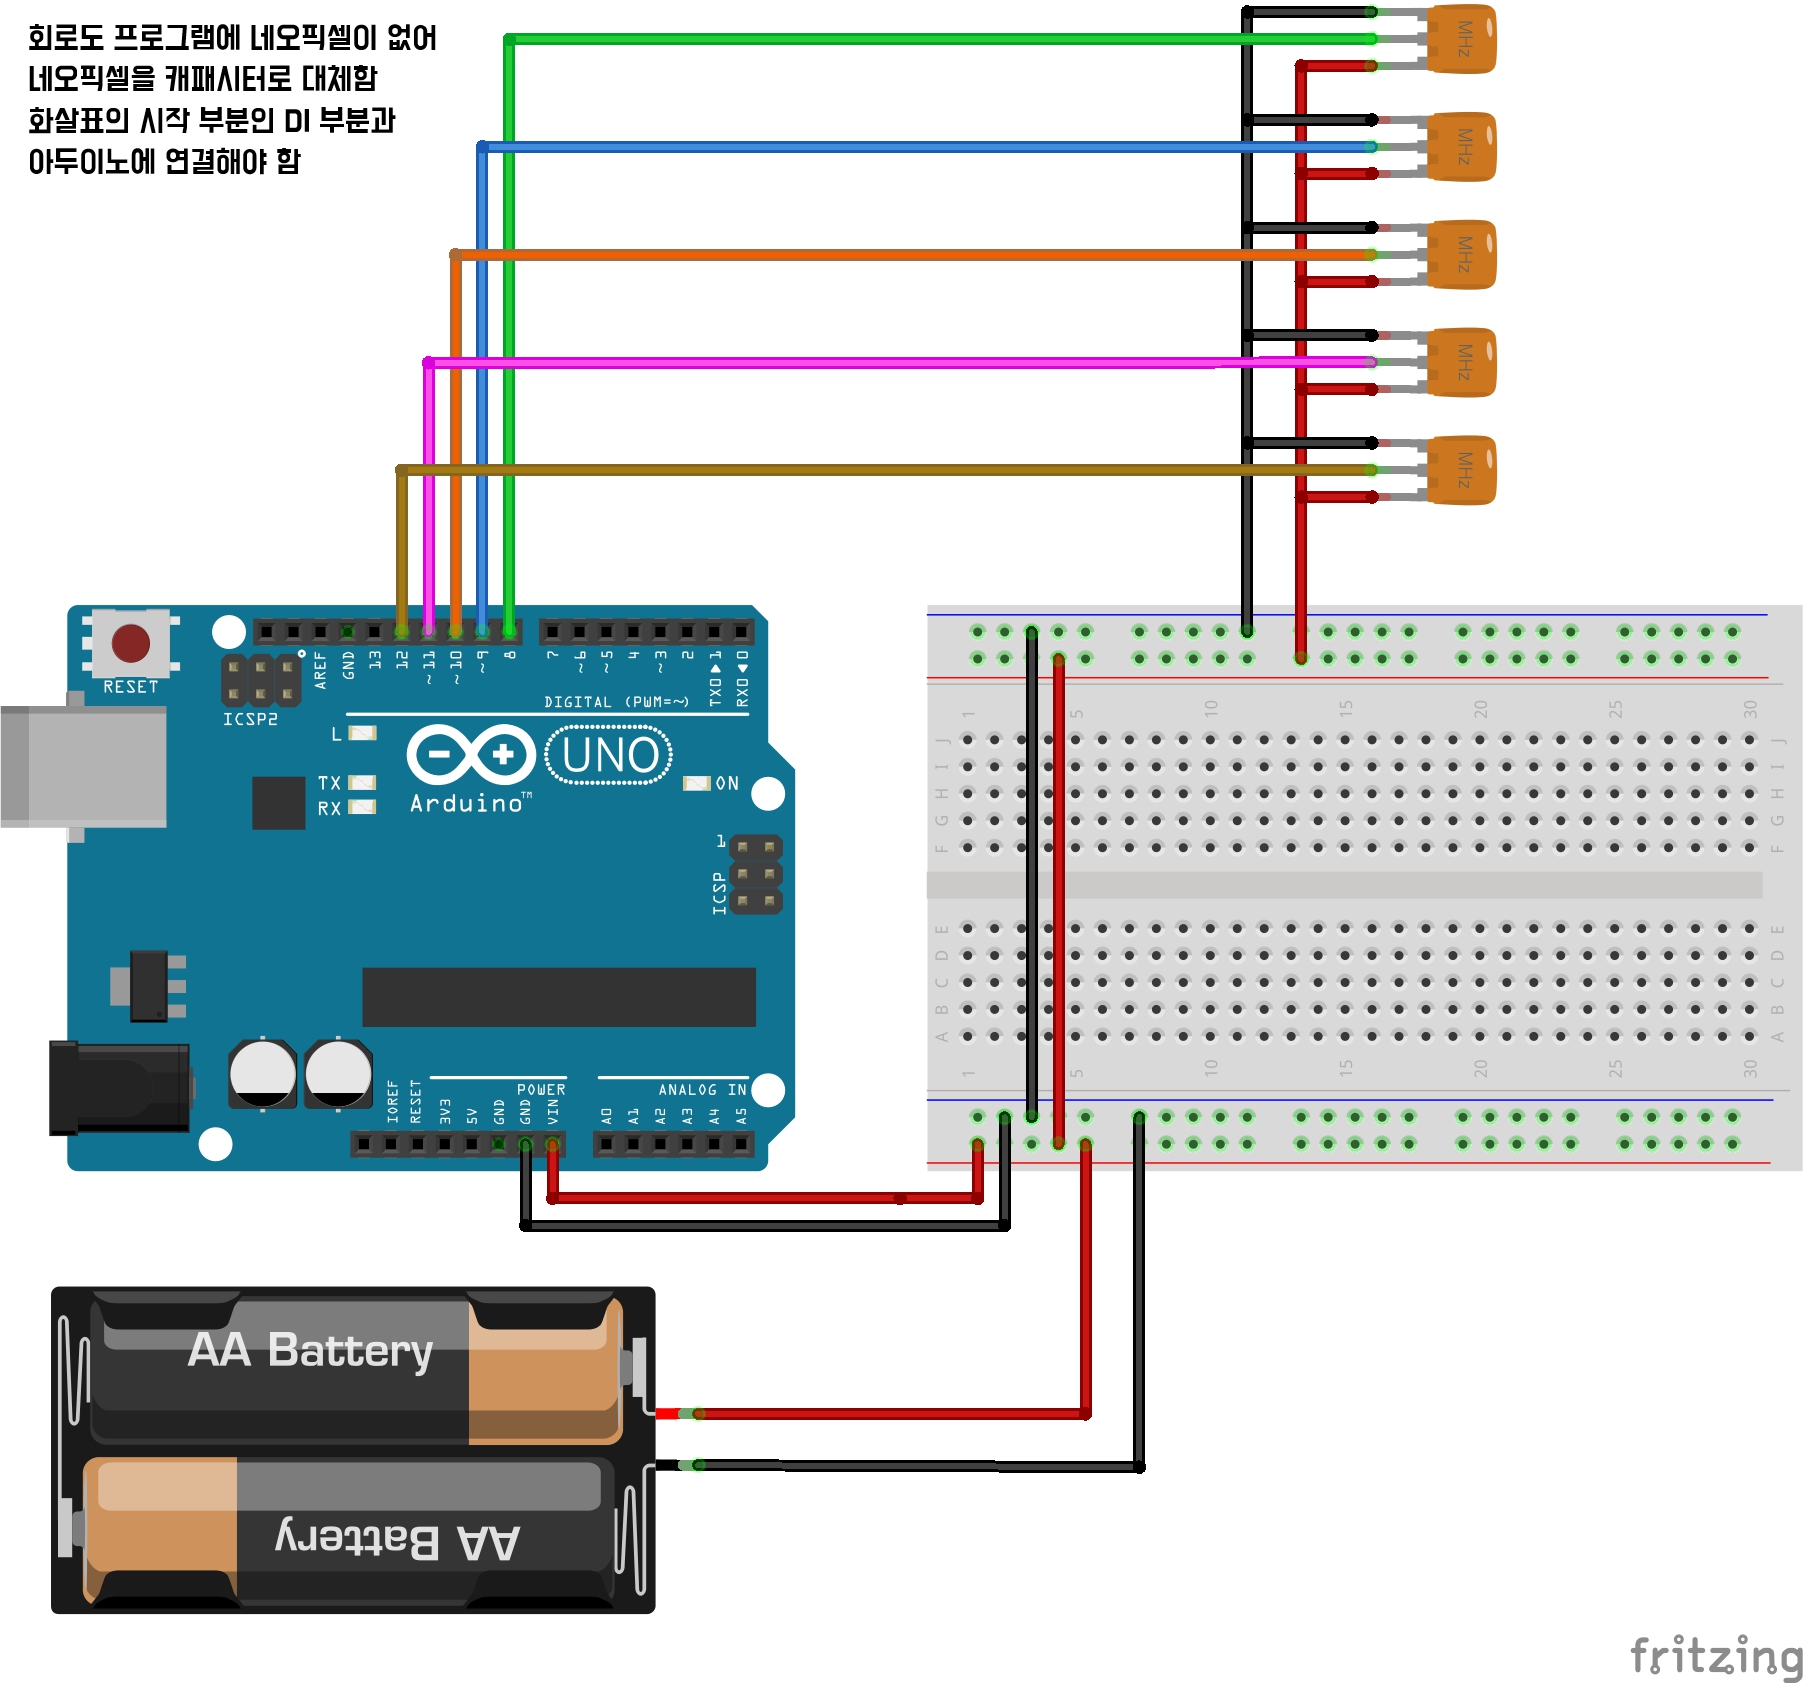 회로도 프로그램에 네오픽셀이 없어
네오픽셀을 캐패시터로 대체함
화살표의 시작 부분인 DI 부분과
아두이노에 연결해야 함
MHz
MHz
MHz
MHz
MHz
RESET
ICSP2
AREF
GND
13
12
~11
~10
~9
8
7
~6
~5
4
~3
2
TX0▶1
RX0◀0
DIGITAL (PWM=~)
L
TX
RX
UNO
ON
Arduino™
1
ICSP
IOREF
RESET
3V3
5V
GND
GND
VIN
POWER
A0
A1
A2
A3
A4
A5
ANALOG IN
1 5 10 15 20 25 30
J J
I I
H H
G G
F F
E E
D D
C C
B B
A A
1 5 10 15 20 25 30
AA Battery
AA Battery
fritzing